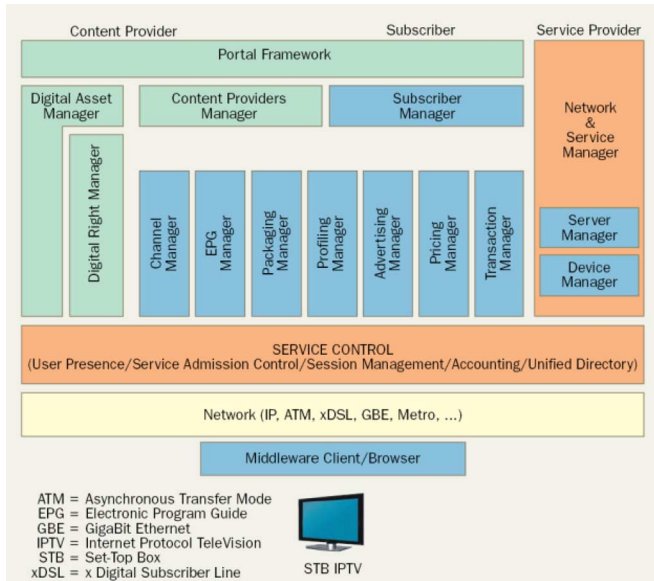 Content Provider
Subscriber
Service Provider
Portal Framework
Digital Asset
Manager
Content Providers
Manager
Subscriber
Manager
Network
&
Service
Manager
Digital Right Manager
Channel
Manager
EPG
Manager
Packaging
Manager
Profiling
Manager
Advertising
Manager
Pricing
Manager
Transaction
Manager
Server
Manager
Device
Manager
SERVICE CONTROL
(User Presence/Service Admission Control/Session Management/Accounting/Unified Directory)
Network (IP, ATM, xDSL, GBE, Metro, ...)
Middleware Client/Browser
ATM = Asynchronous Transfer Mode
EPG = Electronic Program Guide
GBE = GigaBit Ethernet
IPTV = Internet Protocol TeleVision
STB = Set-Top Box
xDSL = x Digital Subscriber Line
STB IPTV